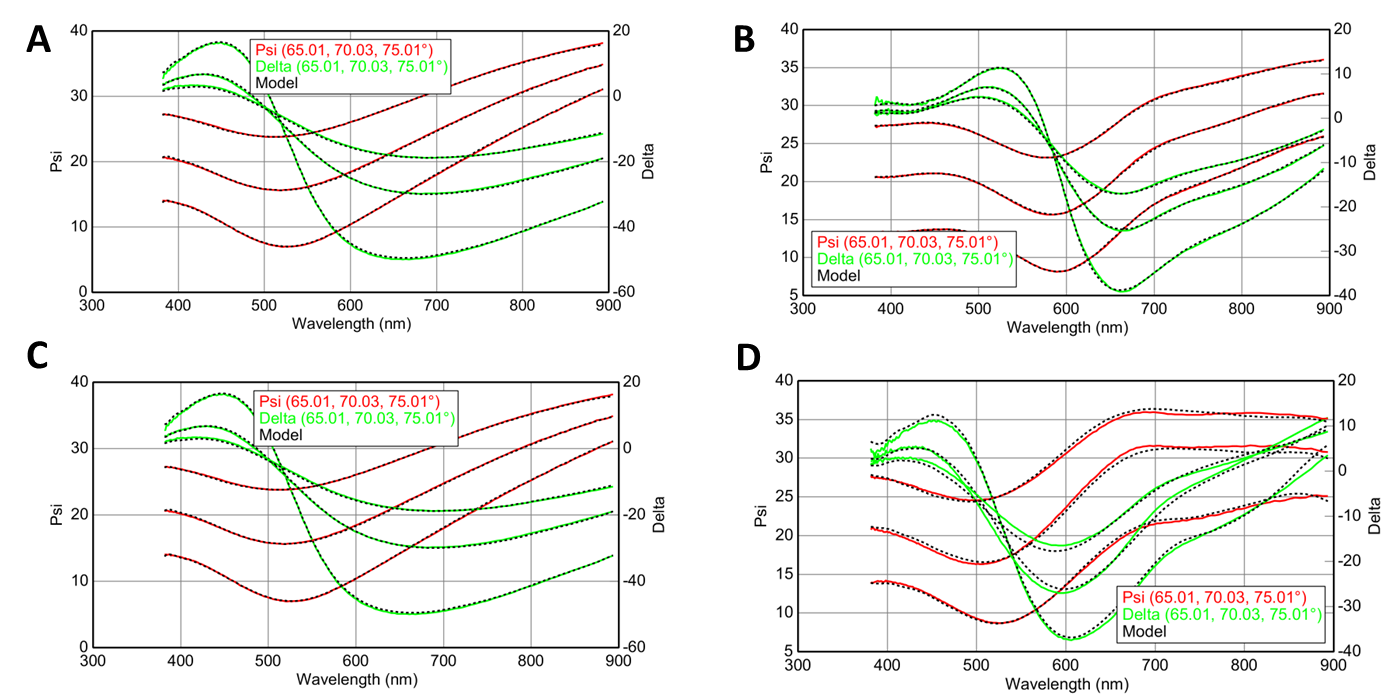 A
40
30
20
10
0
Psi
20
0
-20
-40
-60
Delta
Psi (65.01, 70.03, 75.01°)
Delta (65.01, 70.03, 75.01°)
Model
300 400 500 600 700 800 900
Wavelength (nm)
B
40
35
30
25
20
15
10
5
Psi
20
10
0
-10
-20
-30
-40
Delta
Psi (65.01, 70.03, 75.01°)
Delta (65.01, 70.03, 75.01°)
Model
300 400 500 600 700 800 900
Wavelength (nm)
C
40
30
20
10
0
Psi
20
0
-20
-40
-60
Delta
Psi (65.01, 70.03, 75.01°)
Delta (65.01, 70.03, 75.01°)
Model
300 400 500 600 700 800 900
Wavelength (nm)
D
40
35
30
25
20
15
10
5
Psi
20
10
0
-10
-20
-30
-40
Delta
Psi (65.01, 70.03, 75.01°)
Delta (65.01, 70.03, 75.01°)
Model
300 400 500 600 700 800 900
Wavelength (nm)